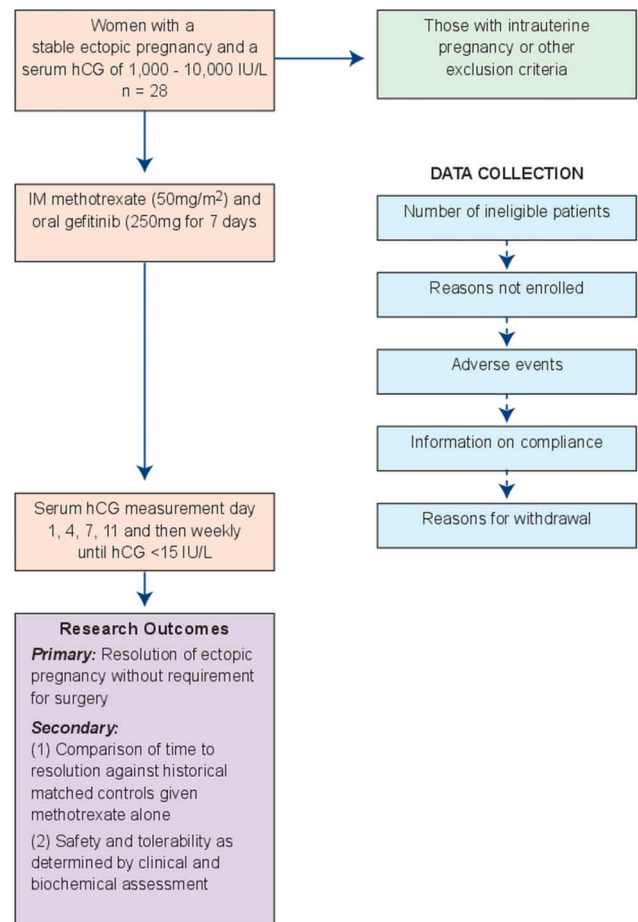 Women with a
stable ectopic pregnancy and a
serum hCG of 1,000 - 10,000 IU/L
n = 28
Those with intrauterine
pregnancy or other
exclusion criteria
IM methotrexate (50mg/m²) and
oral gefitinib (250mg for 7 days
Serum hCG measurement day
1, 4, 7, 11 and then weekly
until hCG <15 IU/L
Research Outcomes
Primary: Resolution of ectopic
pregnancy without requirement
for surgery
Secondary:
(1) Comparison of time to
resolution against historical
matched controls given
methotrexate alone
(2) Safety and tolerability as
determined by clinical and
biochemical assessment
DATA COLLECTION
Number of ineligible patients
Reasons not enrolled
Adverse events
Information on compliance
Reasons for withdrawal